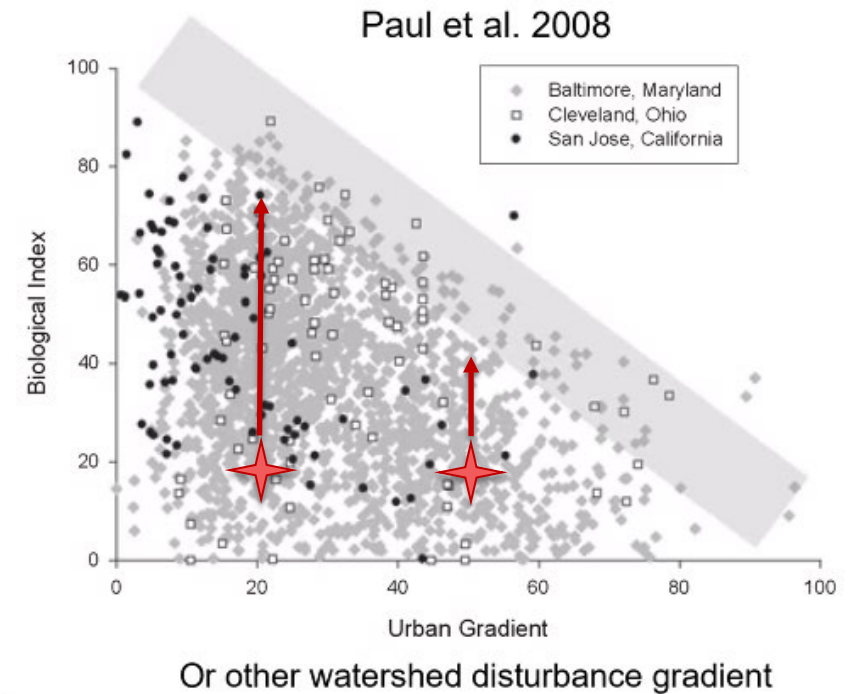 Paul et al. 2008
Baltimore, Maryland
Cleveland, Ohio
San Jose, California
Biological Index
100
80
60
40
20
0
0 20 40 60 80 100
Urban Gradient
Or other watershed disturbance gradient